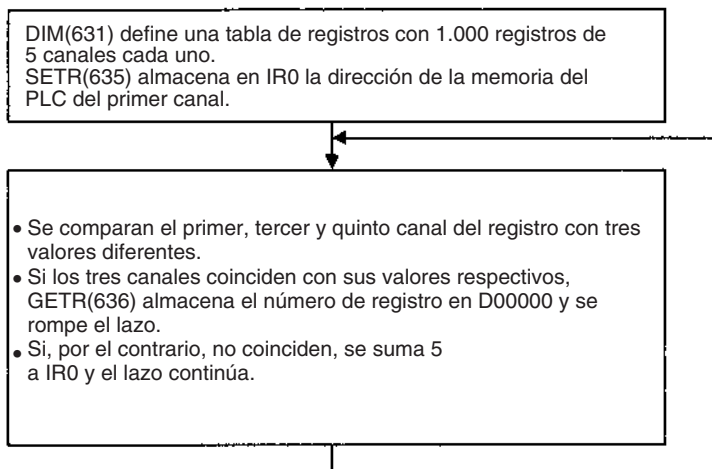 DIM(631) define una tabla de registros con 1.000 registros de
5 canales cada uno.
SETR(635) almacena en IR0 la dirección de la memoria del
PLC del primer canal.
• Se comparan el primer, tercer y quinto canal del registro con tres
valores diferentes.
• Si los tres canales coinciden con sus valores respectivos,
GETR(636) almacena el número de registro en D00000 y se
rompe el lazo.
• Si, por el contrario, no coinciden, se suma 5
a IR0 y el lazo continúa.